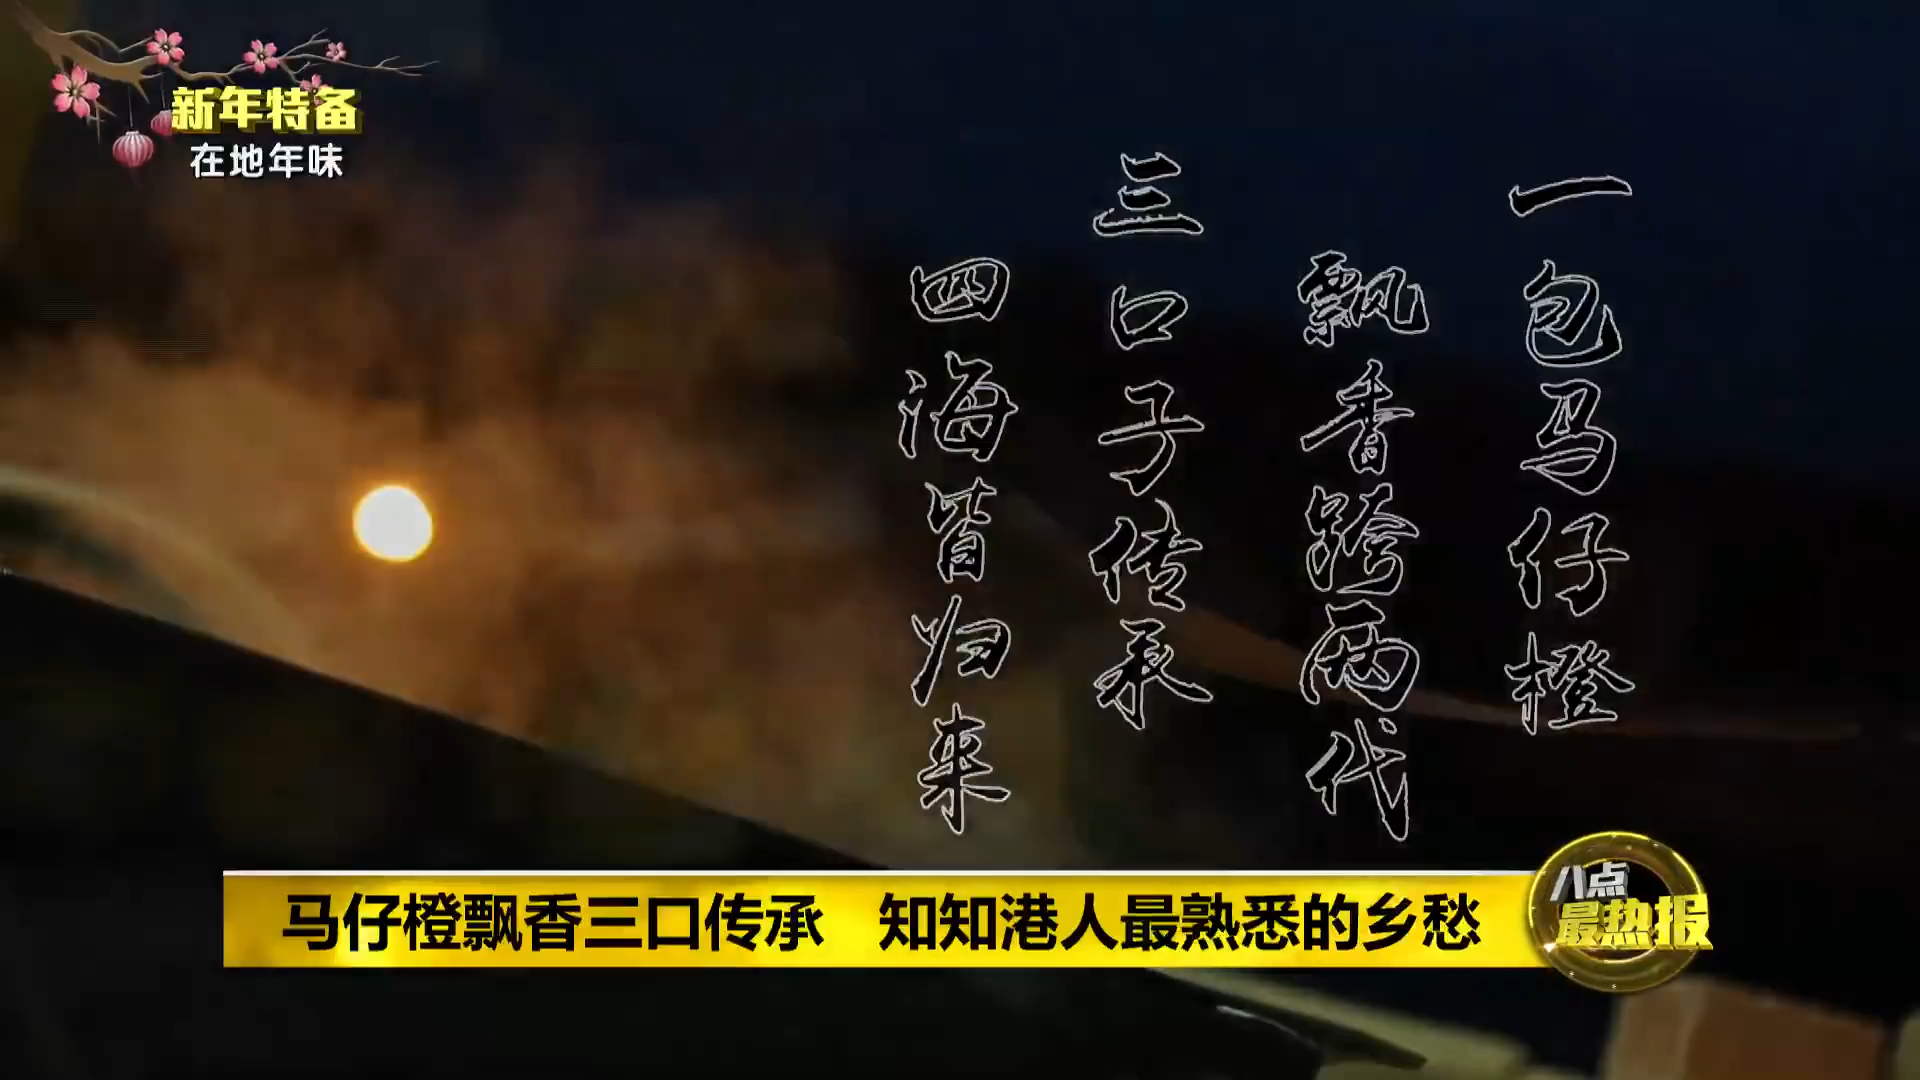 新年特备
在地年味
一包马仔橙
飘香跨两代
三口子传承
四海皆归来
马仔橙飘香三口传承 知知港人最熟悉的乡愁
八点
最热报